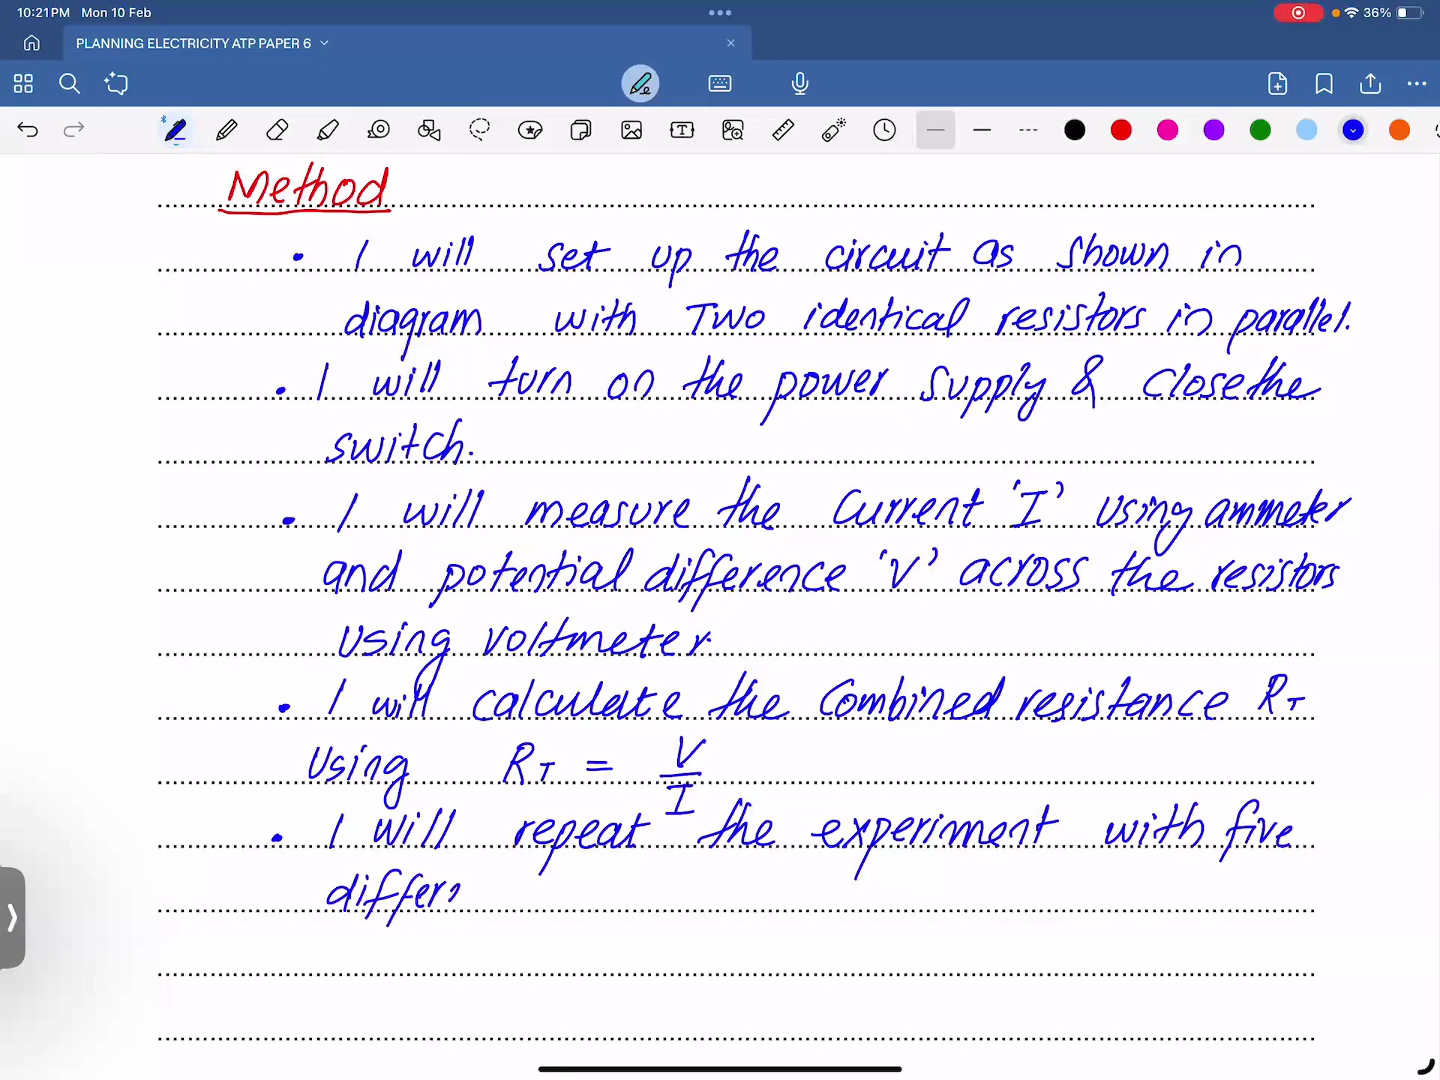 10:21 PM Mon 10 Feb
36%
PLANNING ELECTRICITY ATP PAPER 6
Method
• I will set up the circuit as shown in
diagram with Two identical resistors in parallel.
• I will turn on the power supply & close the
switch.
• I will measure the current 'I' using ammeter
and potential difference 'V' across the resistors
using voltmeter.
• I will calculate the combined resistance RT
using RT = V/I
• I will repeat the experiment with five
differ